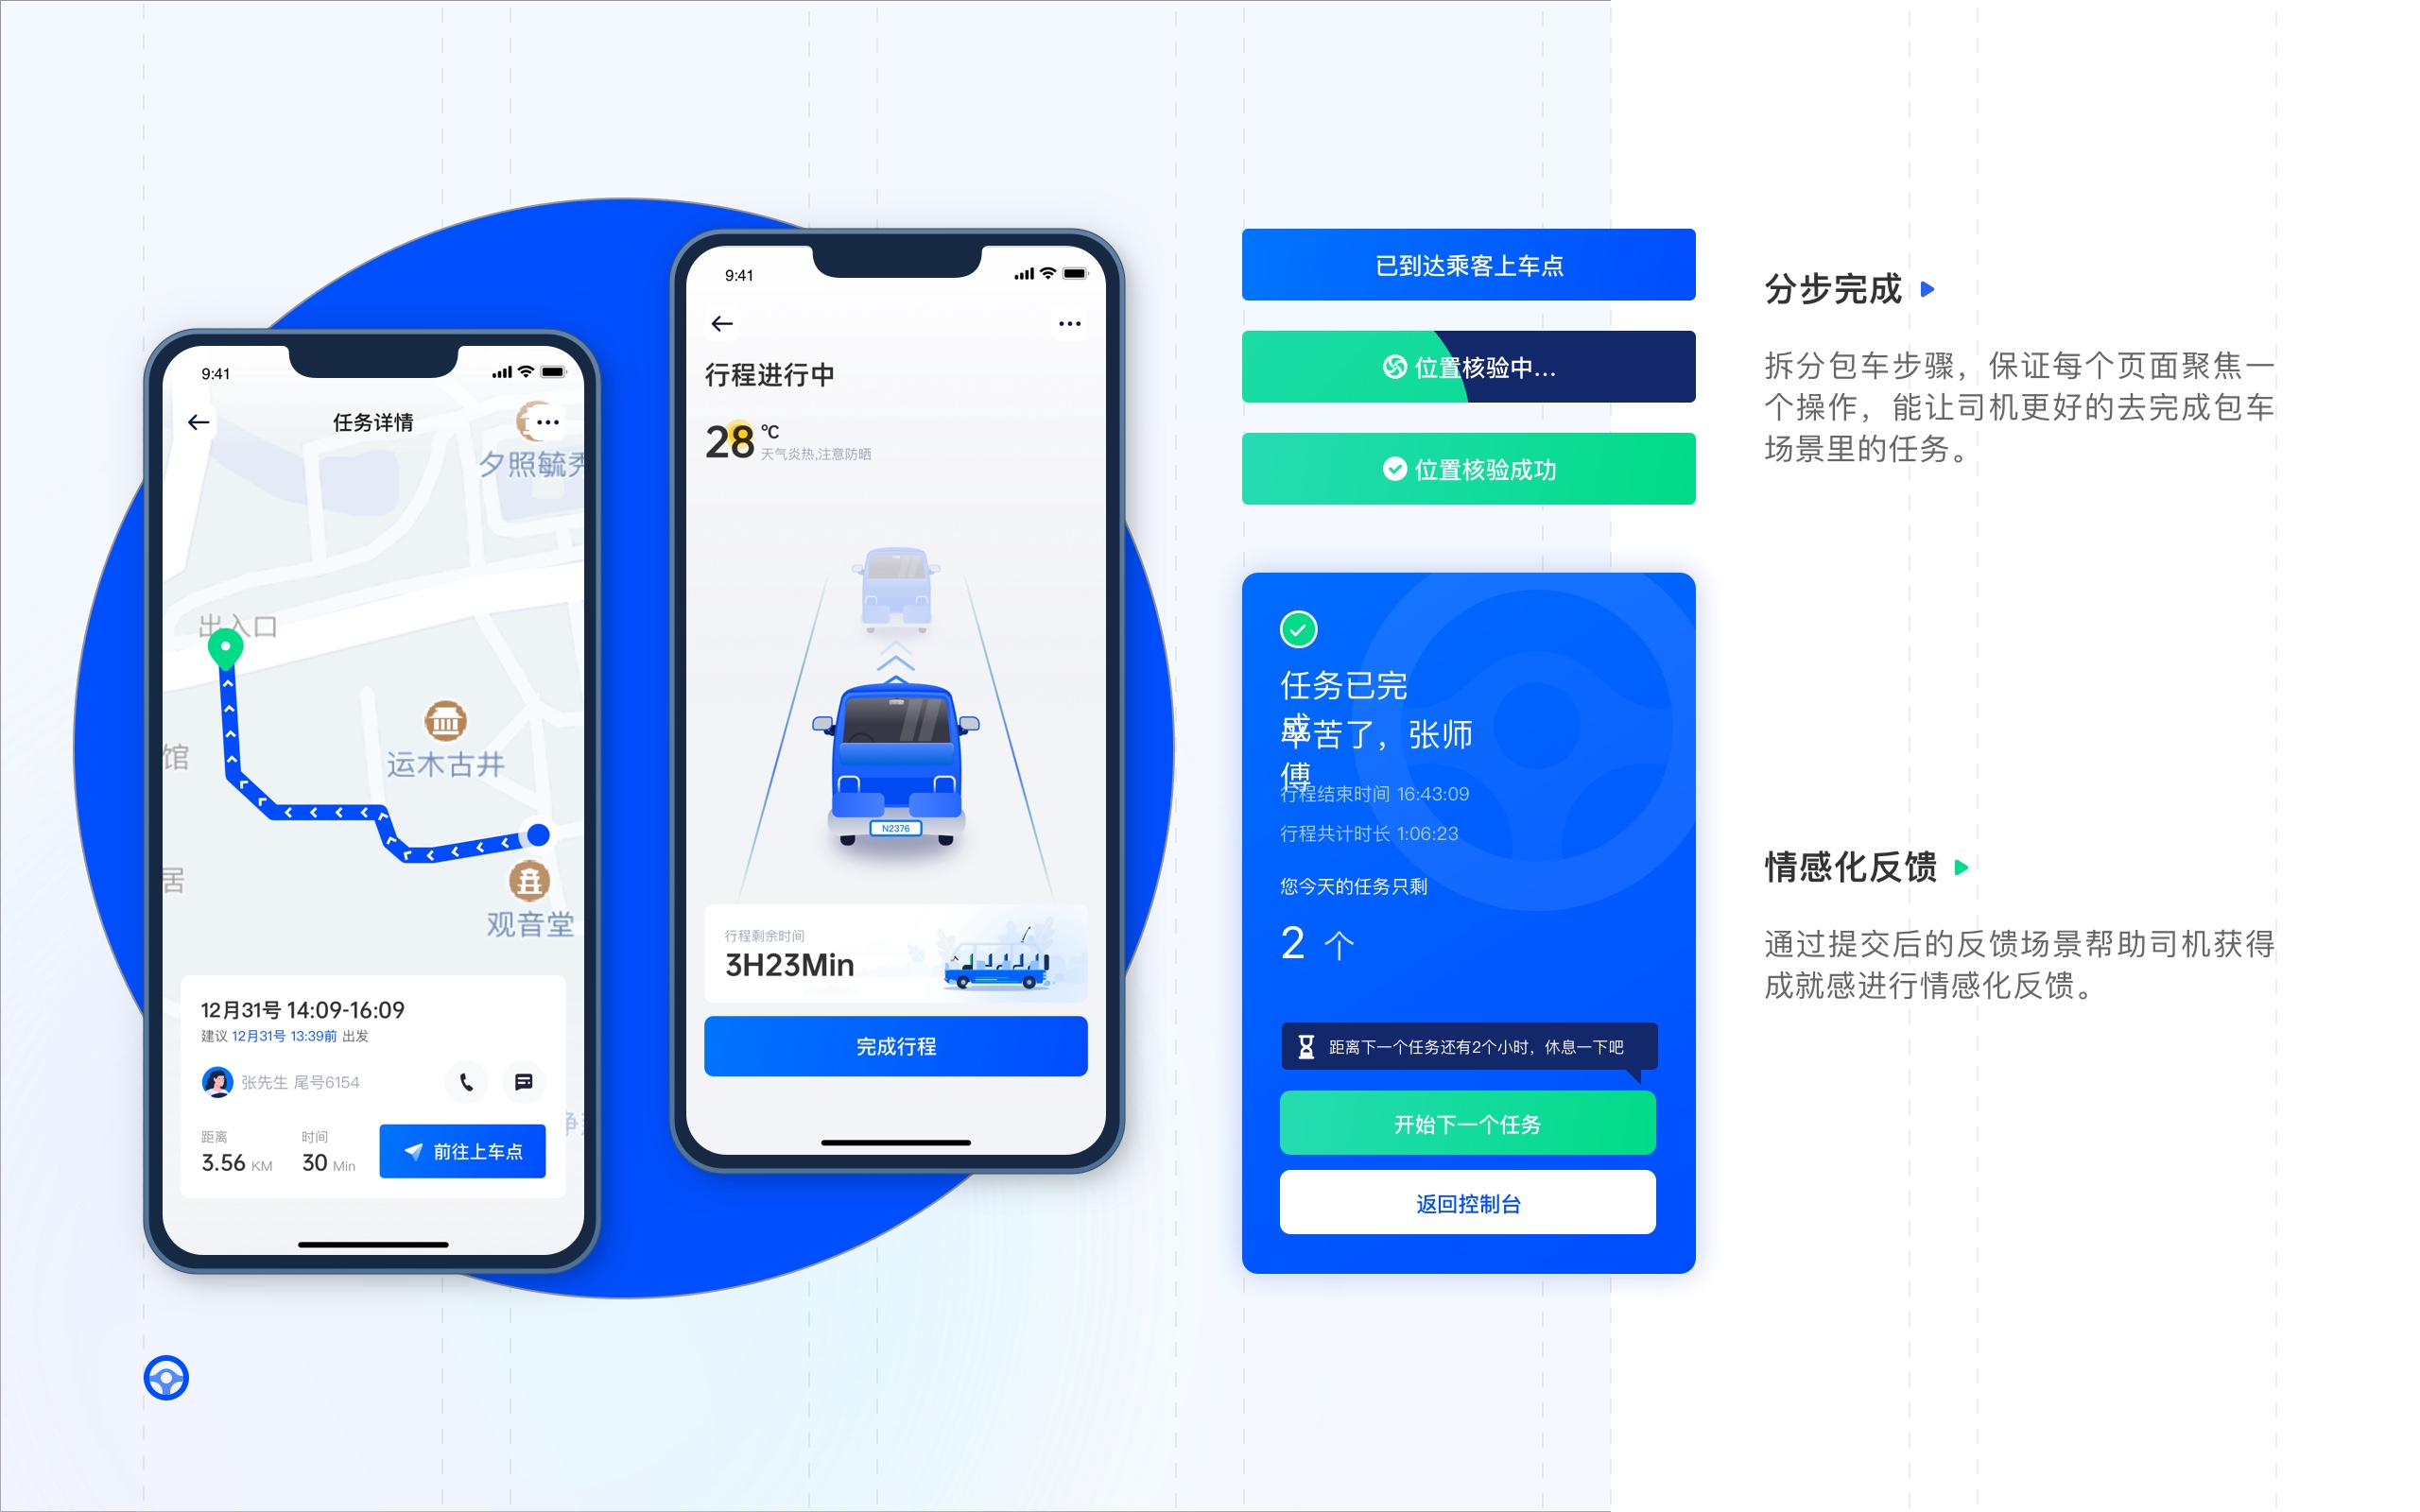 9:41
任务详情
夕照毓秀
出入口
馆
运木古井
居
观音堂
12月31号 14:09-16:09
建议 12月31号 13:39前 出发
张先生 尾号6154
距离
时间
3.56 KM
30 Min
前往上车点
9:41
行程进行中
28 ℃
天气炎热,注意防晒
N2376
行程剩余时间
3H23Min
完成行程
已到达乘客上车点
位置核验中...
位置核验成功
任务已完
成
辛苦了，张师
傅
行程结束时间 16:43:09
行程共计时长 1:06:23
您今天的任务只剩
2 个
距离下一个任务还有2个小时，休息一下吧
开始下一个任务
返回控制台
分步完成
拆分包车步骤，保证每个页面聚焦一
个操作，能让司机更好的去完成包车
场景里的任务。
情感化反馈
通过提交后的反馈场景帮助司机获得
成就感进行情感化反馈。